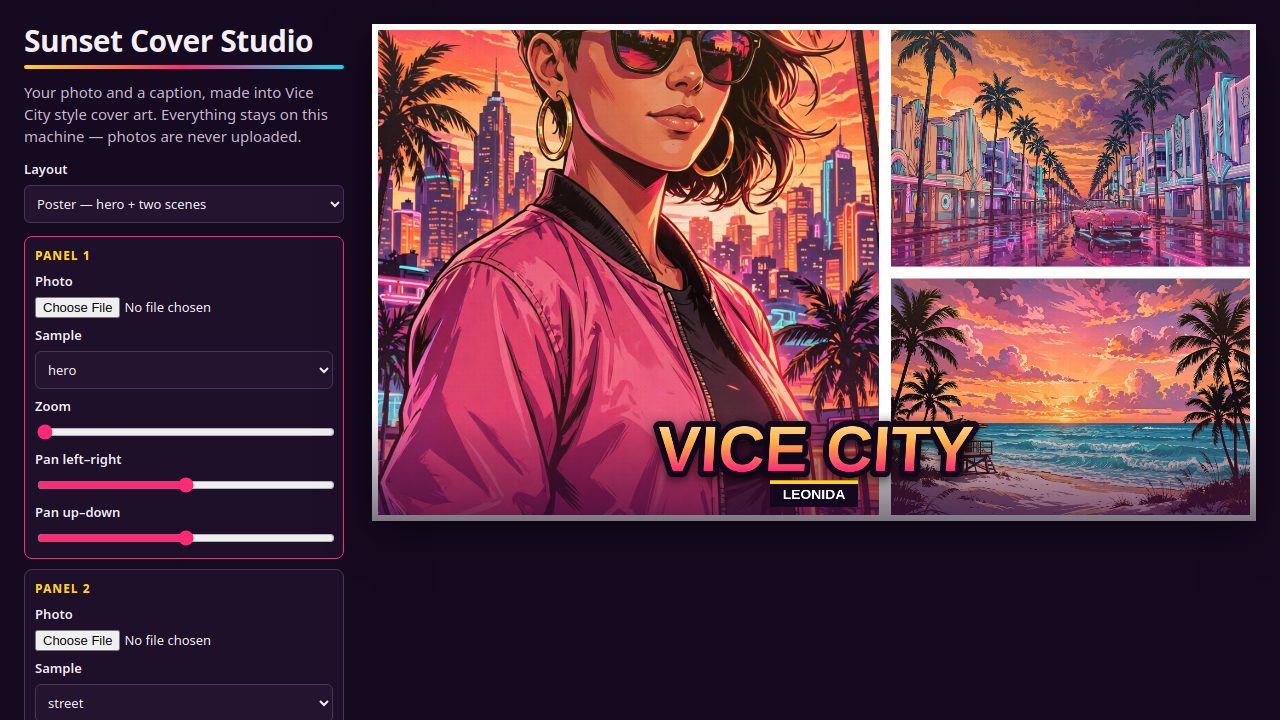 Sunset Cover Studio
Your photo and a caption, made into Vice
City style cover art. Everything stays on this
machine — photos are never uploaded.
Layout
Poster — hero + two scenes
PANEL 1
Photo
Choose File No file chosen
Sample
hero
Zoom
Pan left–right
Pan up–down
PANEL 2
Photo
Choose File No file chosen
Sample
street
VICE CITY
LEONIDA